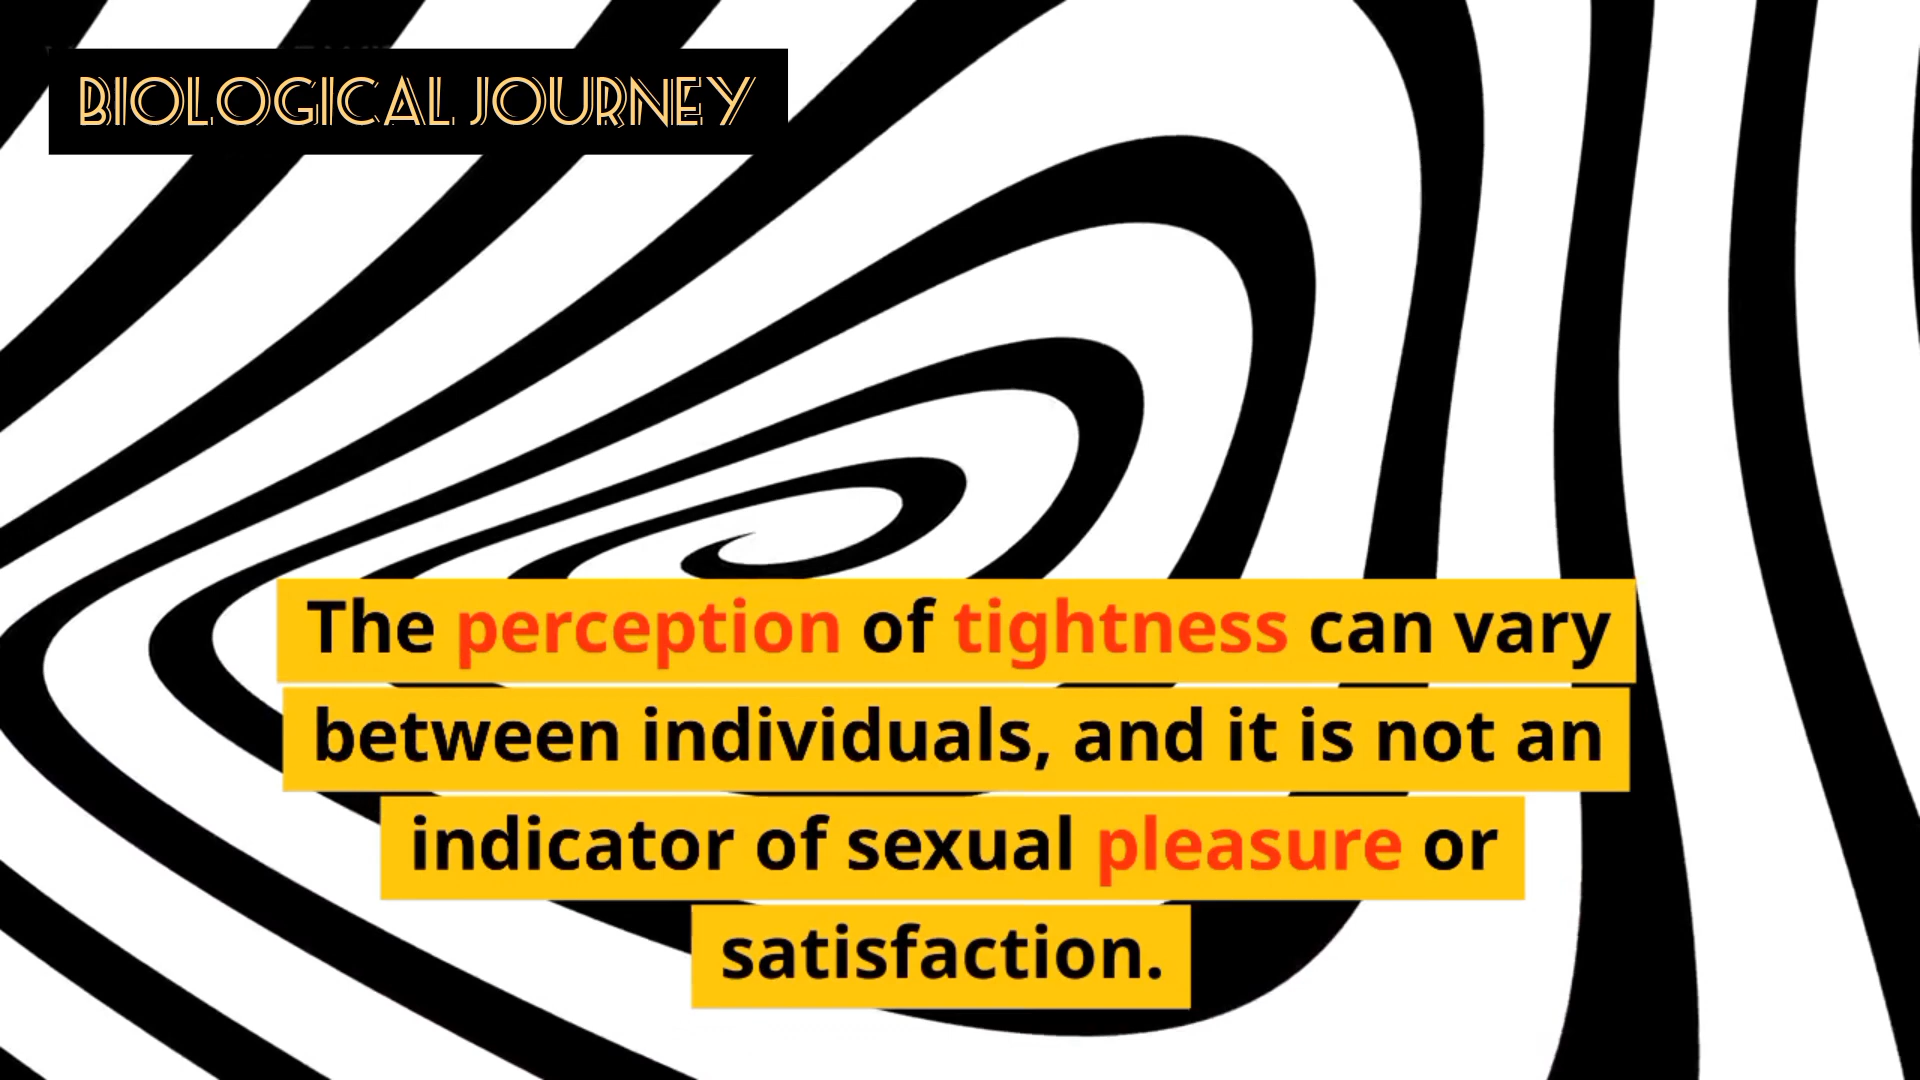 BIOLOGICAL JOURNEY
The perception of tightness can vary
between individuals, and it is not an
indicator of sexual pleasure or
satisfaction.